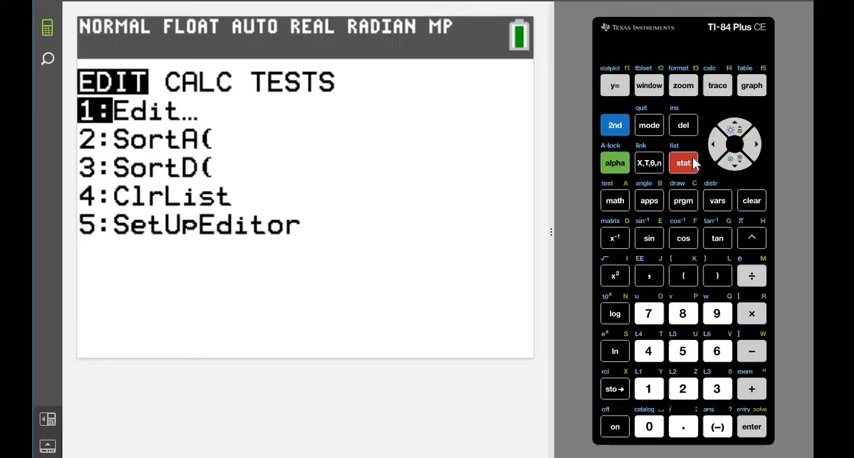 NORMAL FLOAT AUTO REAL RADIAN MP
EDIT CALC TESTS
1:Edit…
2:SortA(
3:SortD(
4:ClrList
5:SetUpEditor
TEXAS INSTRUMENTS TI-84 Plus CE
statplot f1 tblset f2 format f3 calc f4 table f5
y= window zoom trace graph
quit ins
2nd mode del
A-lock link list
alpha X,T,θ,n stat
test A angle B draw C distr
math apps prgm vars clear
matrix D sin⁻¹ E cos⁻¹ F tan⁻¹ G π H
x⁻¹ sin cos tan ^
√ I EE J { K } L e M
x² , ( ) ÷
10ˣ N u O v P w Q [ R
log 7 8 9 ×
eˣ S L4 T L5 U L6 V ] W
ln 4 5 6 −
rcl X L1 Y L2 Z L3 θ mem "
sto→ 1 2 3 +
off catalog ␣ i : ans ? entry solve
on 0 . (−) enter